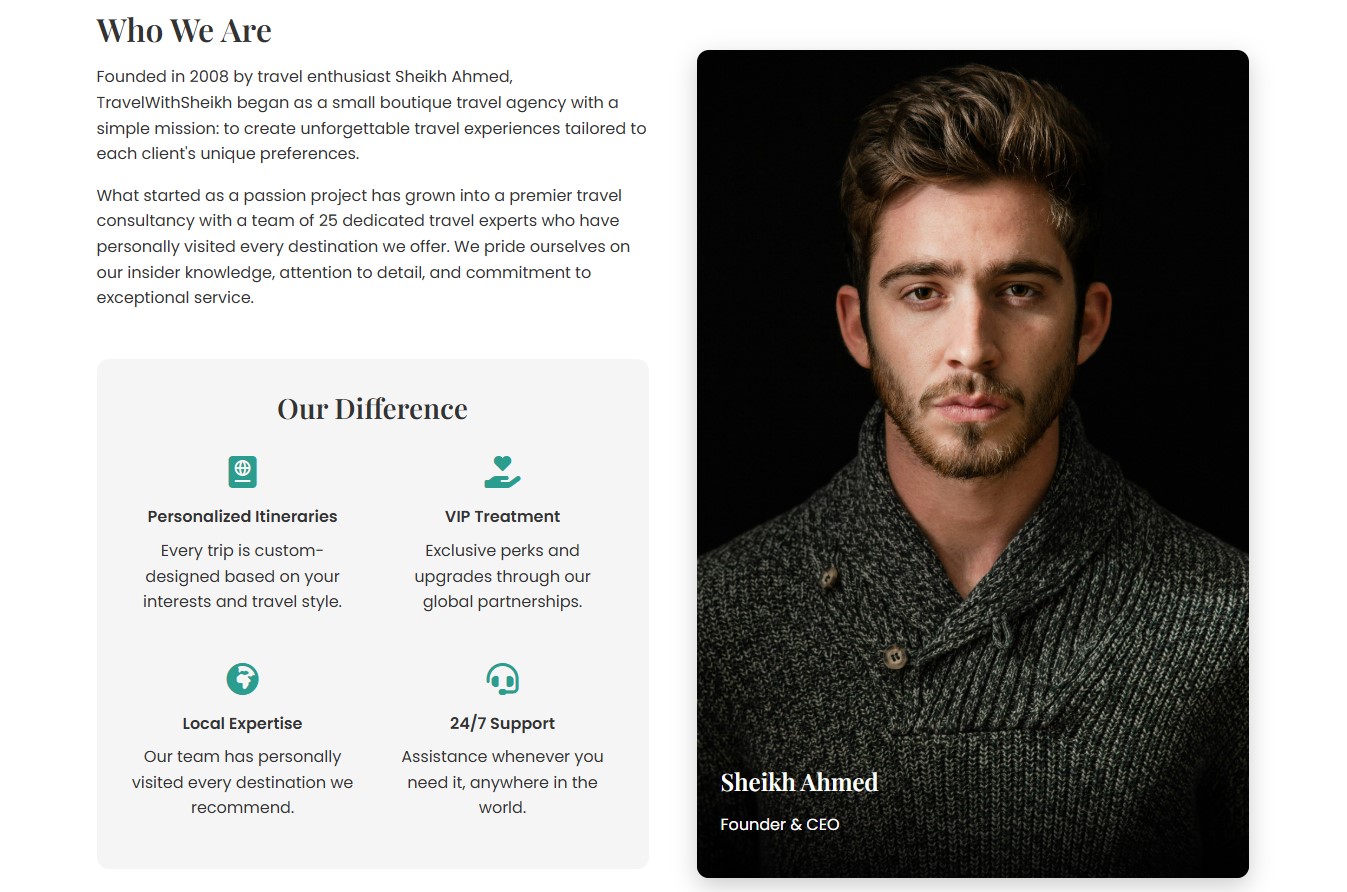 Who We Are
Founded in 2008 by travel enthusiast Sheikh Ahmed,
TravelWithSheikh began as a small boutique travel agency with a
simple mission: to create unforgettable travel experiences tailored to
each client's unique preferences.
What started as a passion project has grown into a premier travel
consultancy with a team of 25 dedicated travel experts who have
personally visited every destination we offer. We pride ourselves on
our insider knowledge, attention to detail, and commitment to
exceptional service.
Our Difference
Personalized Itineraries
Every trip is custom-
designed based on your
interests and travel style.
VIP Treatment
Exclusive perks and
upgrades through our
global partnerships.
Local Expertise
Our team has personally
visited every destination we
recommend.
24/7 Support
Assistance whenever you
need it, anywhere in the
world.
Sheikh Ahmed
Founder & CEO